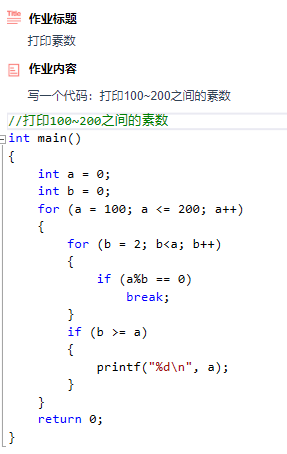 Title 作业标题
打印素数
作业内容
写一个代码：打印100~200之间的素数
//打印100~200之间的素数
int main()
{
    int a = 0;
    int b = 0;
    for (a = 100; a <= 200; a++)
    {
        for (b = 2; b<a; b++)
        {
            if (a%b == 0)
                break;
        }
        if (b >= a)
        {
            printf("%d\n", a);
        }
    }
    return 0;
}